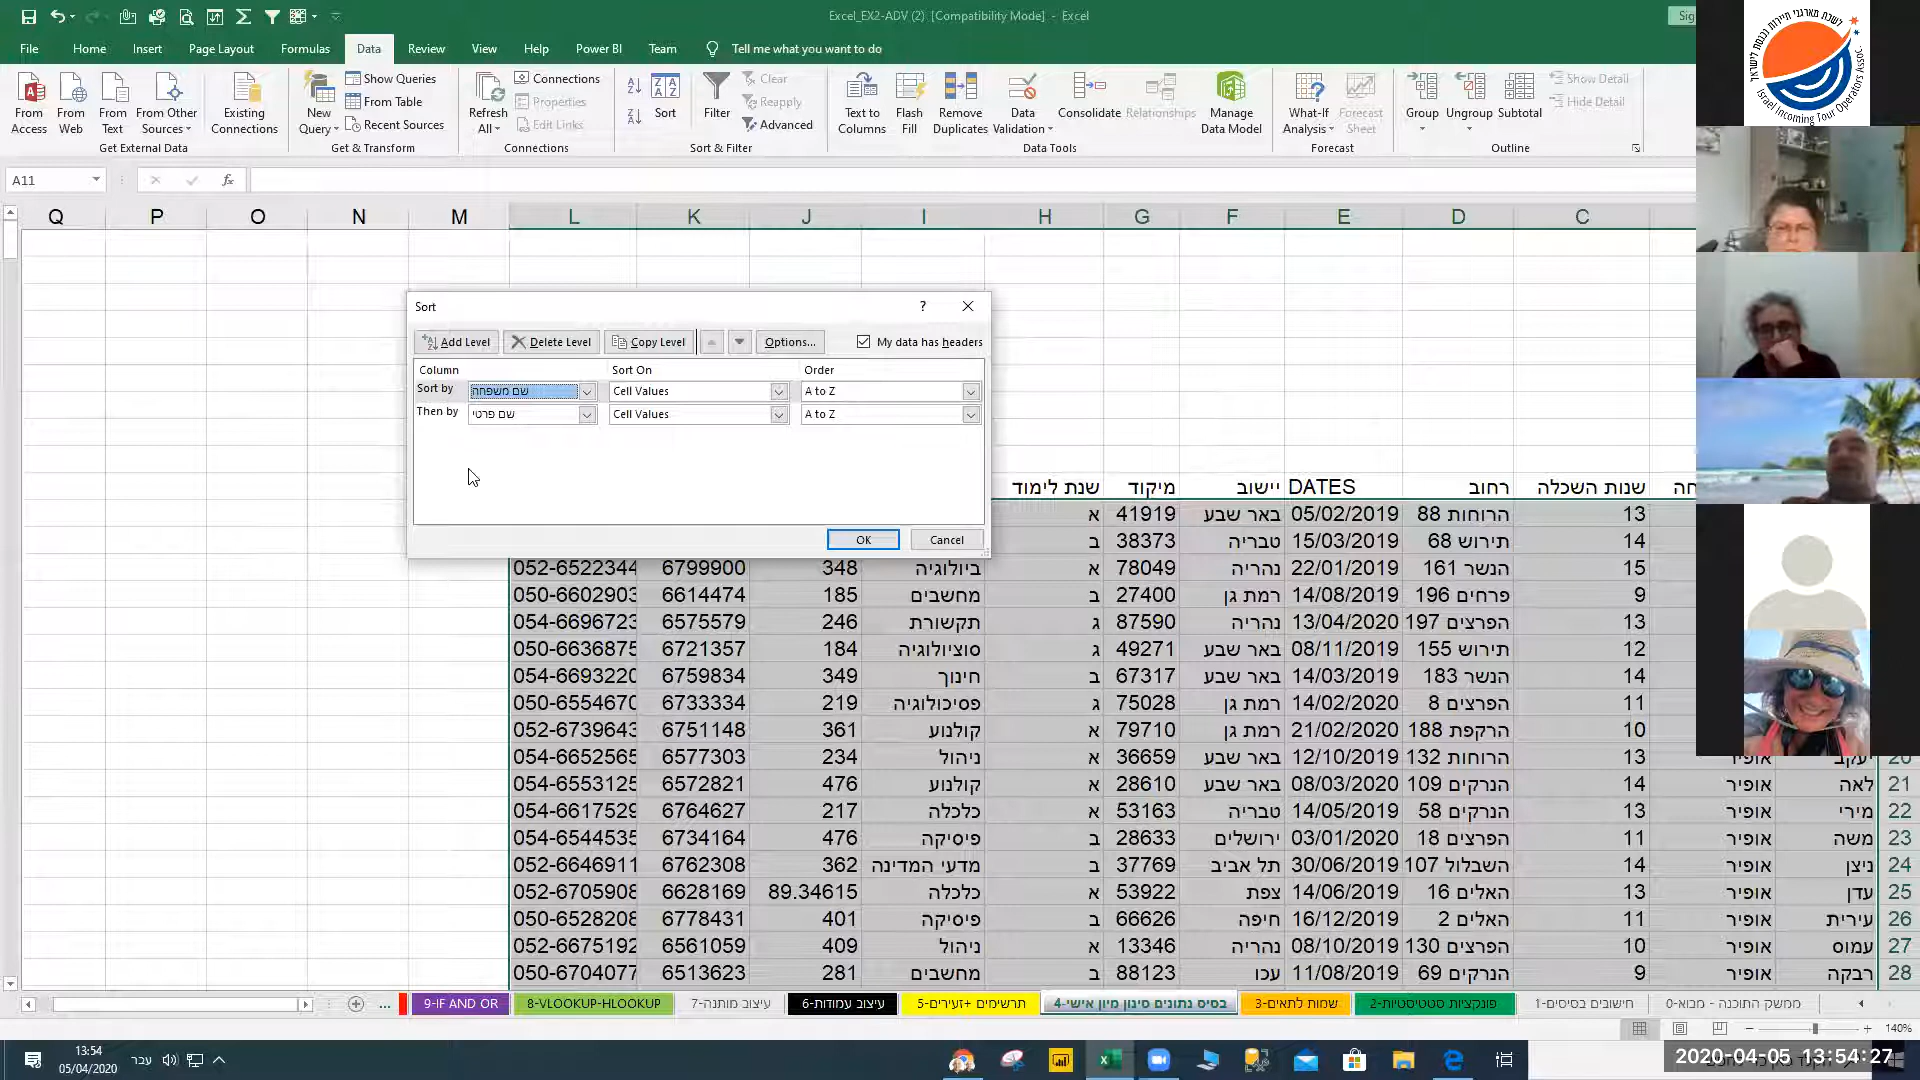 Excel_EX2-ADV (2) [Compatibility Mode] - Excel
Sig
File Home Insert Page Layout Formulas Data Review View Help Power BI Team Tell me what you want to do
From Access
From Web
From Text
From Other Sources
Existing Connections
Get External Data
New Query
Show Queries
From Table
Recent Sources
Get & Transform
Refresh All
Connections
Properties
Edit Links
Connections
Sort
Filter
Clear
Reapply
Advanced
Sort & Filter
Text to Columns
Flash Fill
Remove Duplicates
Data Validation
Consolidate
Relationships
Manage Data Model
Data Tools
What-If Analysis
Forecast Sheet
Forecast
Group
Ungroup
Subtotal
Show Detail
Hide Detail
Outline
לשכת מארגני תיירות נכנסת לישראל
Israel Incoming Tour Operators Assoc.
A11
fx
Q P O N M L K J I H G F E D C
Sort
?
Add Level Delete Level Copy Level Options... My data has headers
Column Sort On Order
Sort by שם משפחה Cell Values A to Z
Then by שם פרטי Cell Values A to Z
OK Cancel
שנות השכלה רחוב DATES יישוב מיקוד שנת לימוד
13 הרוחות 88 05/02/2019 באר שבע 41919 א
14 תירוש 68 15/03/2019 טבריה 38373 ב
15 הנשר 161 22/01/2019 נהריה 78049 א ביולוגיה 348 6799900 052-6522344
9 פרחים 196 14/08/2019 רמת גן 27400 ב מחשבים 185 6614474 050-6602903
13 הפרצים 197 13/04/2020 נהריה 87590 ג תקשורת 246 6575579 054-6696723
12 תירוש 155 08/11/2019 באר שבע 49271 ג סוציולוגיה 184 6721357 050-6636875
14 הנשר 183 14/03/2019 באר שבע 67317 ב חינוך 349 6759834 054-6693220
11 הפרצים 8 14/02/2020 רמת גן 75028 ג פסיכולוגיה 219 6733334 050-6554670
10 הרקפת 188 21/02/2020 רמת גן 79710 א קולנוע 361 6751148 052-6739643
20 יעקב אופיר 13 הרוחות 132 12/10/2019 באר שבע 36659 א ניהול 234 6577303 054-6652565
21 לאה אופיר 14 הנרקים 109 08/03/2020 באר שבע 28610 א קולנוע 476 6572821 054-6553125
22 מירי אופיר 13 הנרקים 58 14/05/2019 טבריה 53163 א כלכלה 217 6764627 054-6617529
23 משה אופיר 11 הפרצים 18 03/01/2020 ירושלים 28633 ב פיסיקה 476 6734164 054-6544535
24 ניצן אופיר 14 השבלול 107 30/06/2019 תל אביב 37769 ב מדעי המדינה 362 6762308 052-6646911
25 עדן אופיר 13 האלים 16 14/06/2019 צפת 53922 א כלכלה 89.34615 6628169 052-6705908
26 עירית אופיר 11 האלים 2 16/12/2019 חיפה 66626 ב פיסיקה 401 6778431 050-6528208
27 עמוס אופיר 10 הפרצים 130 08/10/2019 נהריה 13346 א ניהול 409 6561059 052-6675192
28 רבקה אופיר 9 הנרקים 69 11/08/2019 עכו 88123 ב מחשבים 281 6513623 050-6704077
ממשק התוכנה - מבוא-0
חישובים בסיסים-1
פונקציות סטטיסטיות-2
שמות לתאים-3
בסיס נתונים סינון מיון אישי-4
תרשימים +זעירים-5
עיצוב עמודות-6
עיצוב מותנה-7
8-VLOOKUP-HLOOKUP
9-IF AND OR
...
140%
13:54
05/04/2020
עבר
2020-04-05 13:54:27